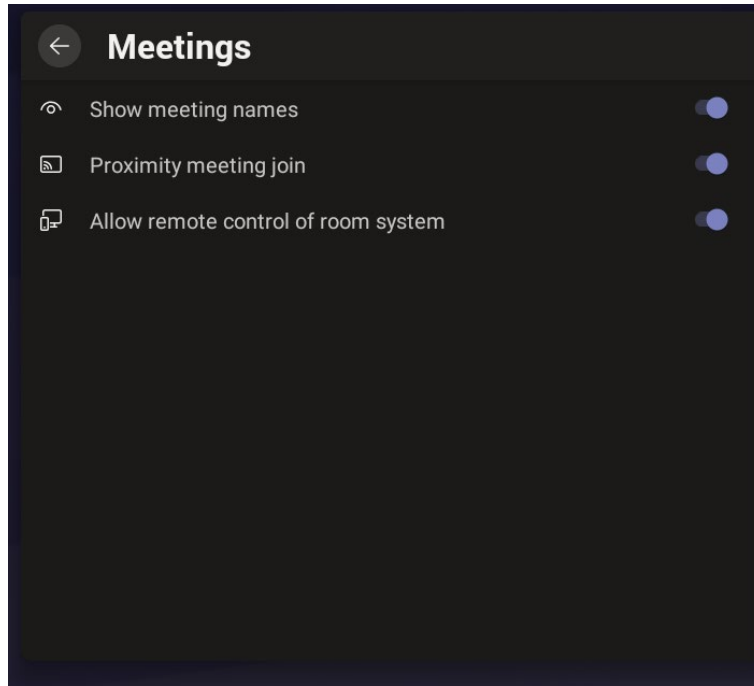 Meetings
Show meeting names
Proximity meeting join
Allow remote control of room system